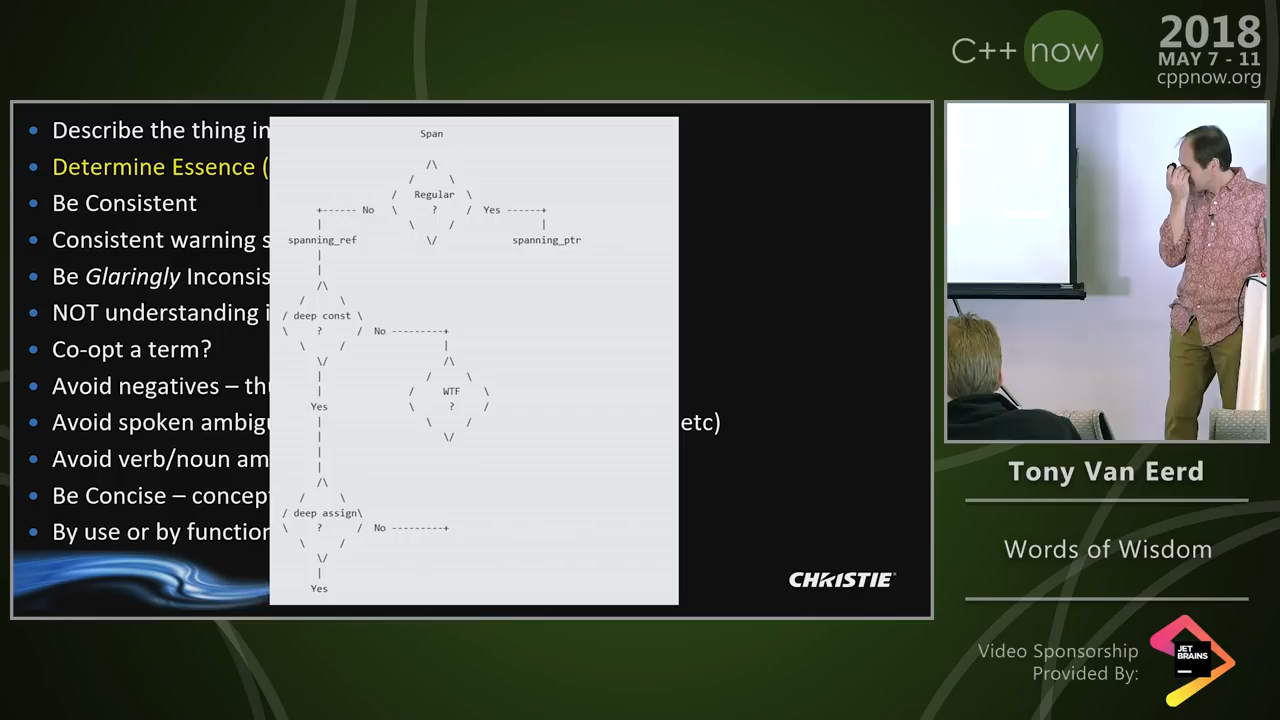 C++ now
2018
MAY 7 - 11
cppnow.org
Describe the thing in
Determine Essence (
Be Consistent
Consistent warning s
Be Glaringly Inconsis
NOT understanding i
Co-opt a term?
Avoid negatives – thu
Avoid spoken ambigu etc)
Avoid verb/noun am
Be Concise – concept
By use or by function
Span
Regular
No ? Yes
spanning_ref spanning_ptr
deep const
? No
WTF
Yes ?
deep assign
? No
Yes
CHRISTIE
Tony Van Eerd
Words of Wisdom
Video Sponsorship
Provided By:
JET
BRAINS